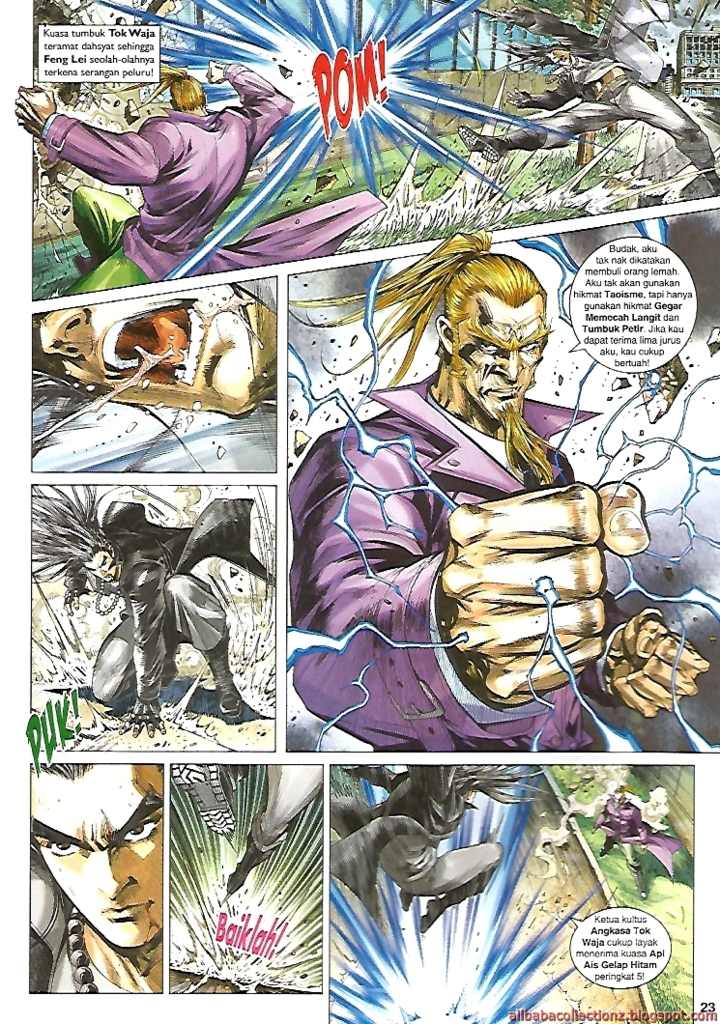 Kuasa tumbuk Tok Waja
teramat dahsyat sehingga
Feng Lei seolah-olahnya
terkena serangan peluru!
POM!
Budak, aku
tak nak dikatakan
membuli orang lemah.
Aku tak akan gunakan
hikmat Taoisme, tapi hanya
gunakan hikmat Gegar
Memocah Langit dan
Tumbuk Petir. Jika kau
dapat terima lima jurus
aku, kau cukup
bertuah!
PUK!
Baiklah!
Ketua kultus
Angkasa Tok
Waja cukup layak
menerima kuasa Api
Ais Gelap Hitam
peringkat 5!
23
alibabacollectionz.blogspot.com